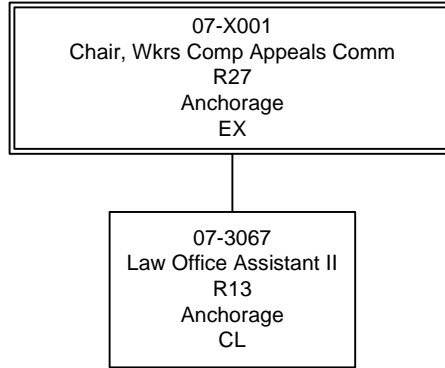 07-X001
Chair, Wkrs Comp Appeals Comm
R27
Anchorage
EX
07-3067
Law Office Assistant II
R13
Anchorage
CL